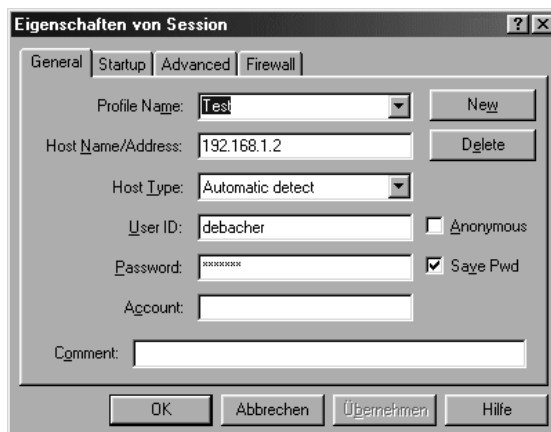 Eigenschaften von Session
General Startup Advanced Firewall
Profile Name: Test New
Host Name/Address: 192.168.1.2 Delete
Host Type: Automatic detect
User ID: debacher Anonymous
Password: ******* Save Pwd
Account:
Comment:
OK Abbrechen Übernehmen Hilfe